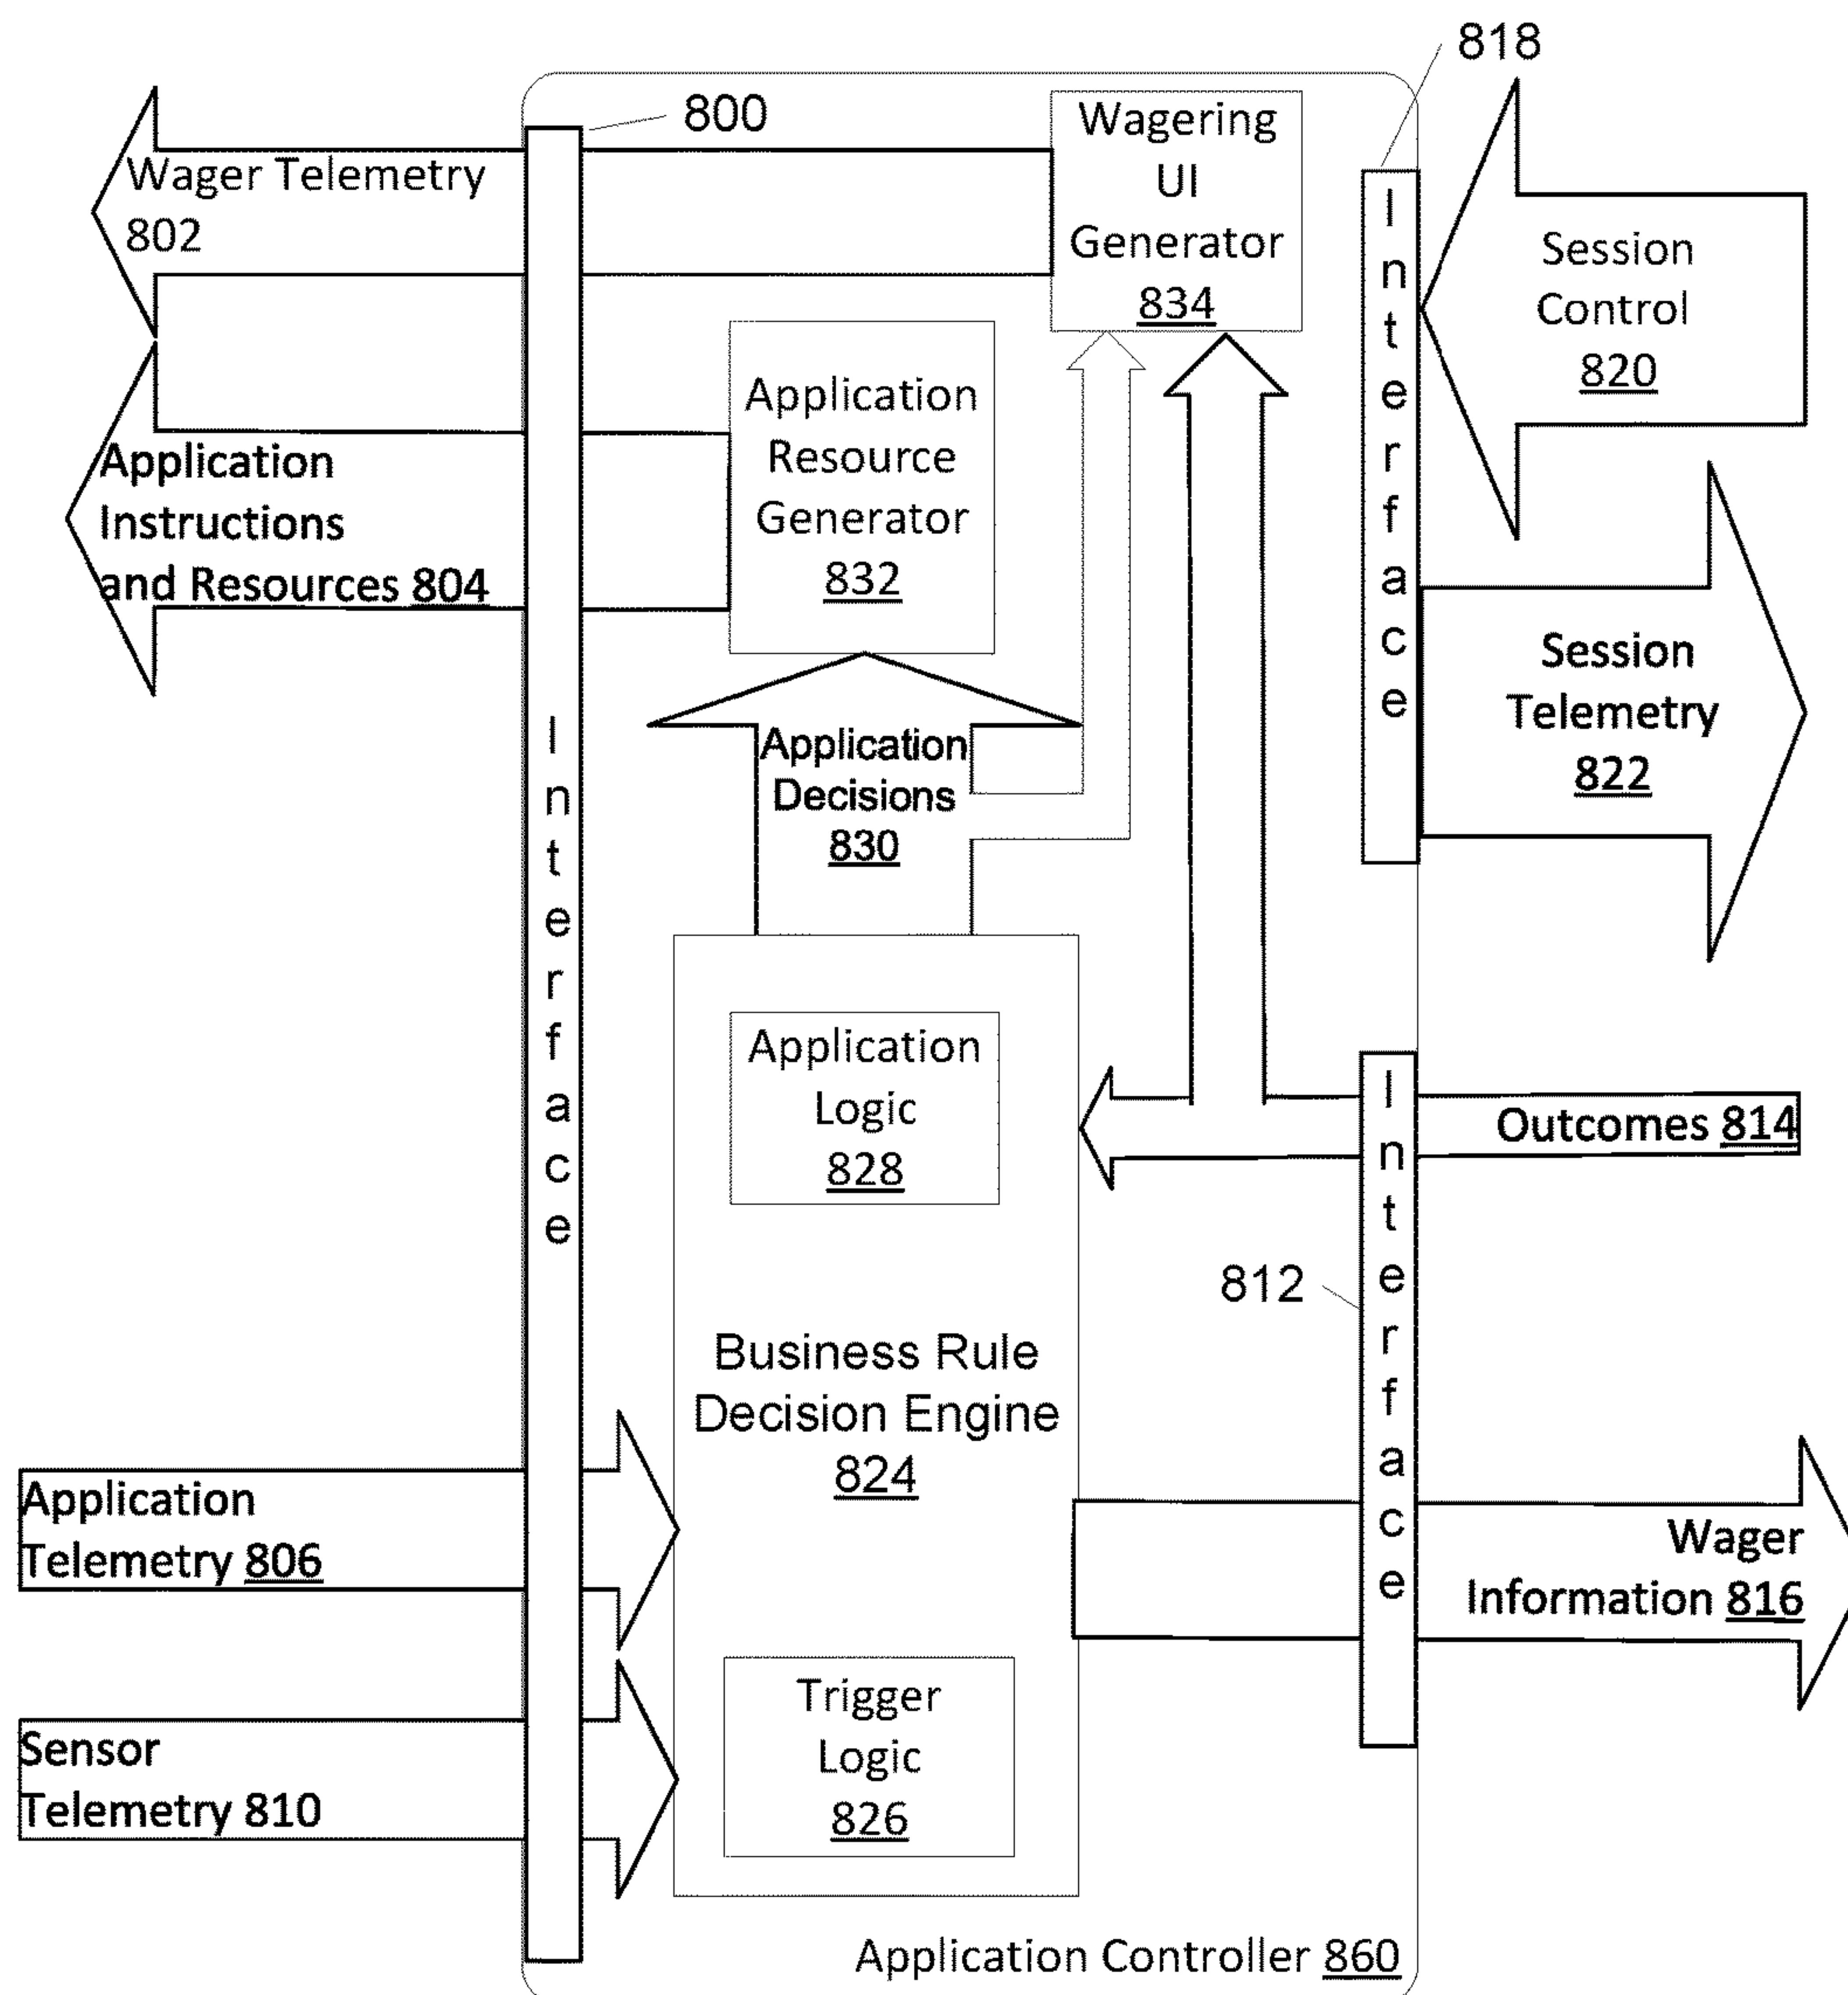 818
800
Wagering
UI
Generator
834
Wager Telemetry
802
Interface
Session
Control
820
Application
Resource
Generator
832
Application
Instructions
and Resources 804
Session
Telemetry
822
Interface
Application
Decisions
830
Application
Logic
828
Interface
Outcomes 814
812
Business Rule
Decision Engine
824
Application
Telemetry 806
Wager
Information 816
Trigger
Logic
826
Sensor
Telemetry 810
Application Controller 860